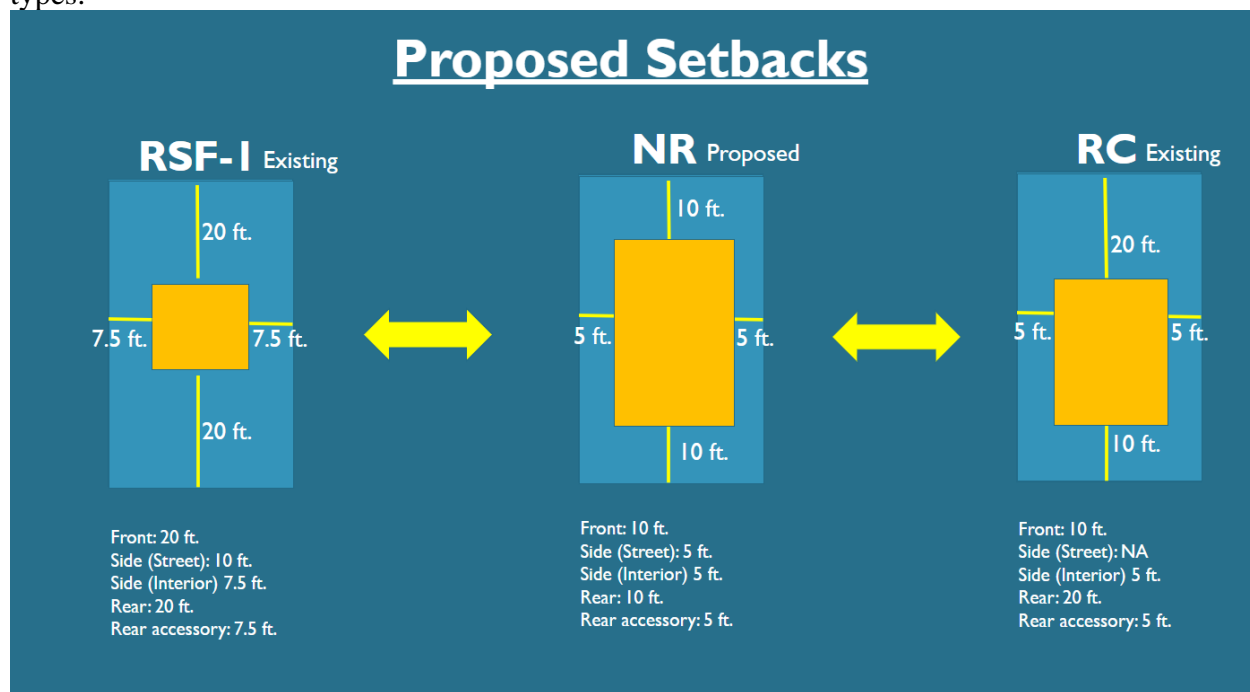 types:
Proposed Setbacks
RSF-1 Existing
20 ft.
7.5 ft.
7.5 ft.
20 ft.
Front: 20 ft.
Side (Street): 10 ft.
Side (Interior) 7.5 ft.
Rear: 20 ft.
Rear accessory: 7.5 ft.
NR Proposed
10 ft.
5 ft.
5 ft.
10 ft.
Front: 10 ft.
Side (Street): 5 ft.
Side (Interior) 5 ft.
Rear: 10 ft.
Rear accessory: 5 ft.
RC Existing
20 ft.
5 ft.
5 ft.
10 ft.
Front: 10 ft.
Side (Street): NA
Side (Interior) 5 ft.
Rear: 20 ft.
Rear accessory: 5 ft.